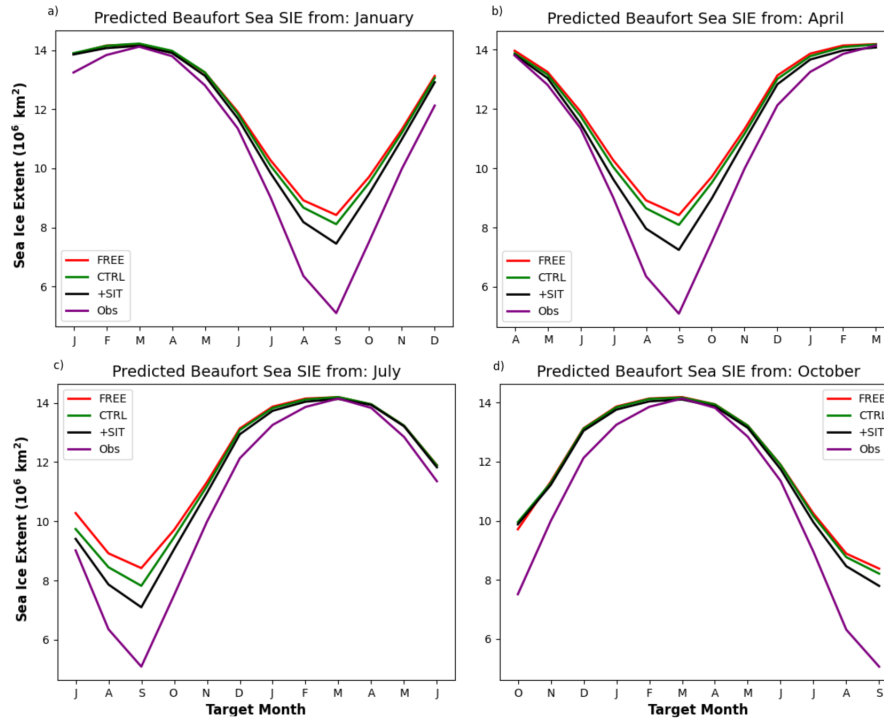 a)
Predicted Beaufort Sea SIE from: January
Sea Ice Extent (10⁶ km²)
14
12
10
8
6
FREE
CTRL
+SIT
Obs
J F M A M J J A S O N D
b)
Predicted Beaufort Sea SIE from: April
14
12
10
8
6
FREE
CTRL
+SIT
Obs
A M J J A S O N D J F M
c)
Predicted Beaufort Sea SIE from: July
Sea Ice Extent (10⁶ km²)
14
12
10
8
6
FREE
CTRL
+SIT
Obs
J A S O N D J F M A M J
Target Month
d)
Predicted Beaufort Sea SIE from: October
14
12
10
8
6
FREE
CTRL
+SIT
Obs
O N D J F M A M J J A S
Target Month